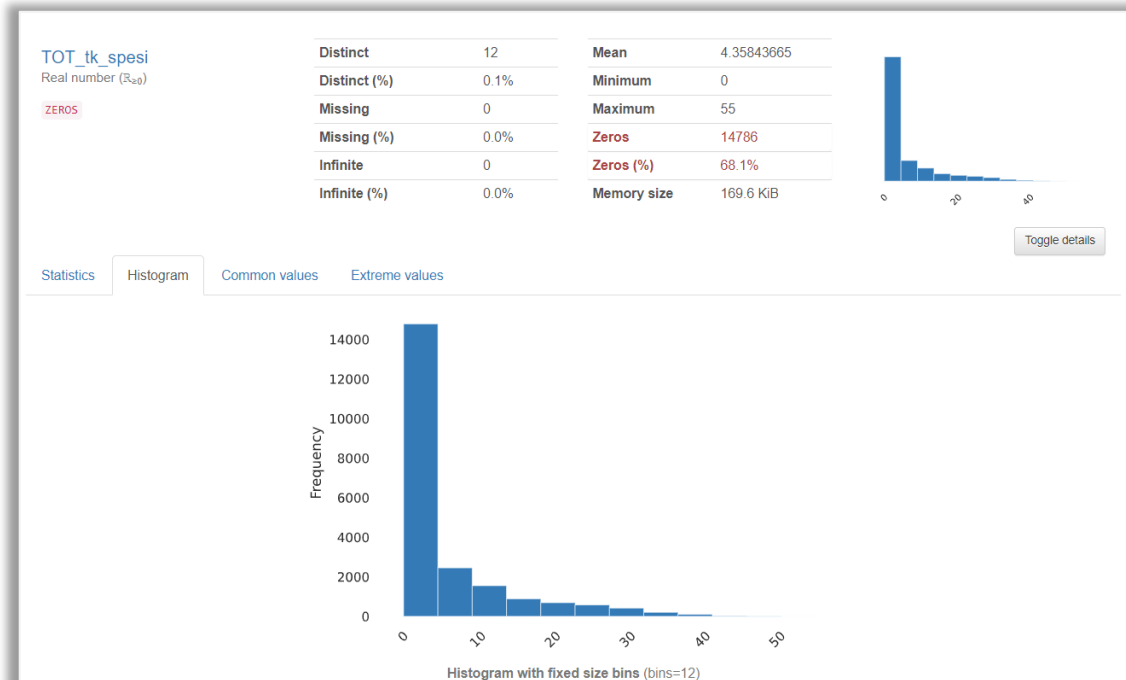 TOT_tk_spesi
Real number (ℝ≥0)
ZEROS
Distinct 12
Distinct (%) 0.1%
Missing 0
Missing (%) 0.0%
Infinite 0
Infinite (%) 0.0%
Mean 4.35843665
Minimum 0
Maximum 55
Zeros 14786
Zeros (%) 68.1%
Memory size 169.6 KiB
0 20 40
Toggle details
Statistics Histogram Common values Extreme values
14000
12000
10000
8000
6000
4000
2000
0
Frequency
0 10 20 30 40 50
Histogram with fixed size bins (bins=12)